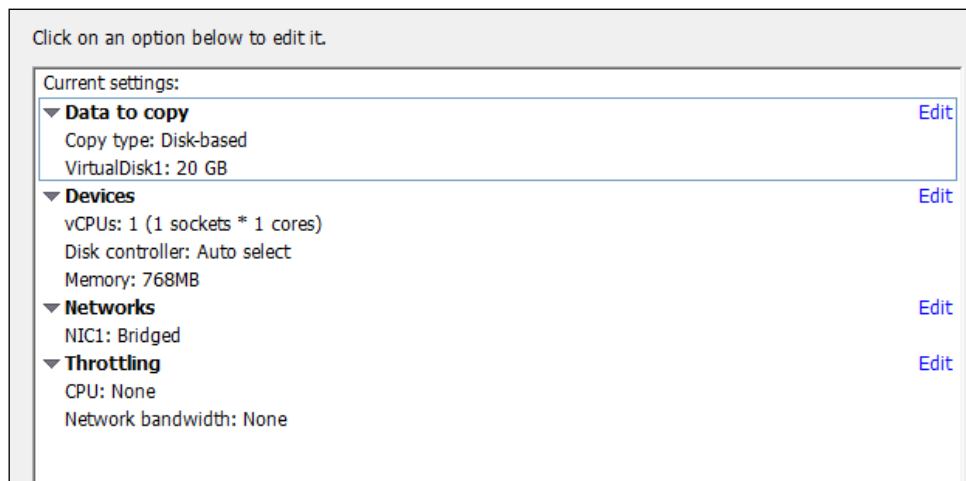 Click on an option below to edit it.
Current settings:
Data to copy Edit
Copy type: Disk-based
VirtualDisk1: 20 GB
Devices Edit
vCPUs: 1 (1 sockets * 1 cores)
Disk controller: Auto select
Memory: 768MB
Networks Edit
NIC1: Bridged
Throttling Edit
CPU: None
Network bandwidth: None